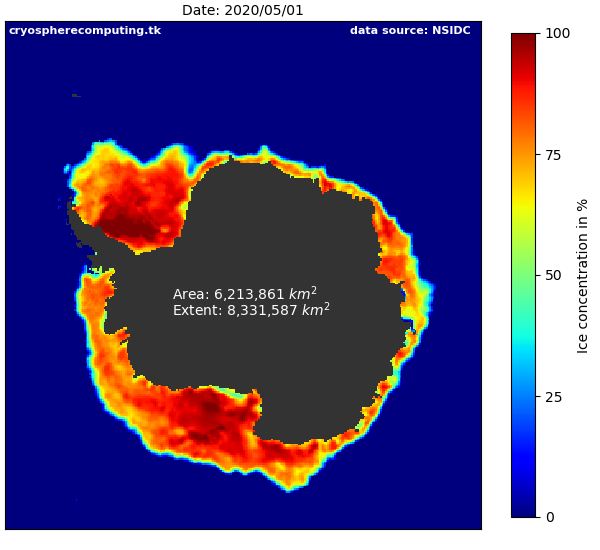 Date: 2020/05/01
cryospherecomputing.tk
data source: NSIDC
100
75
50
25
0
Ice concentration in %
Area: 6,213,861 km²
Extent: 8,331,587 km²